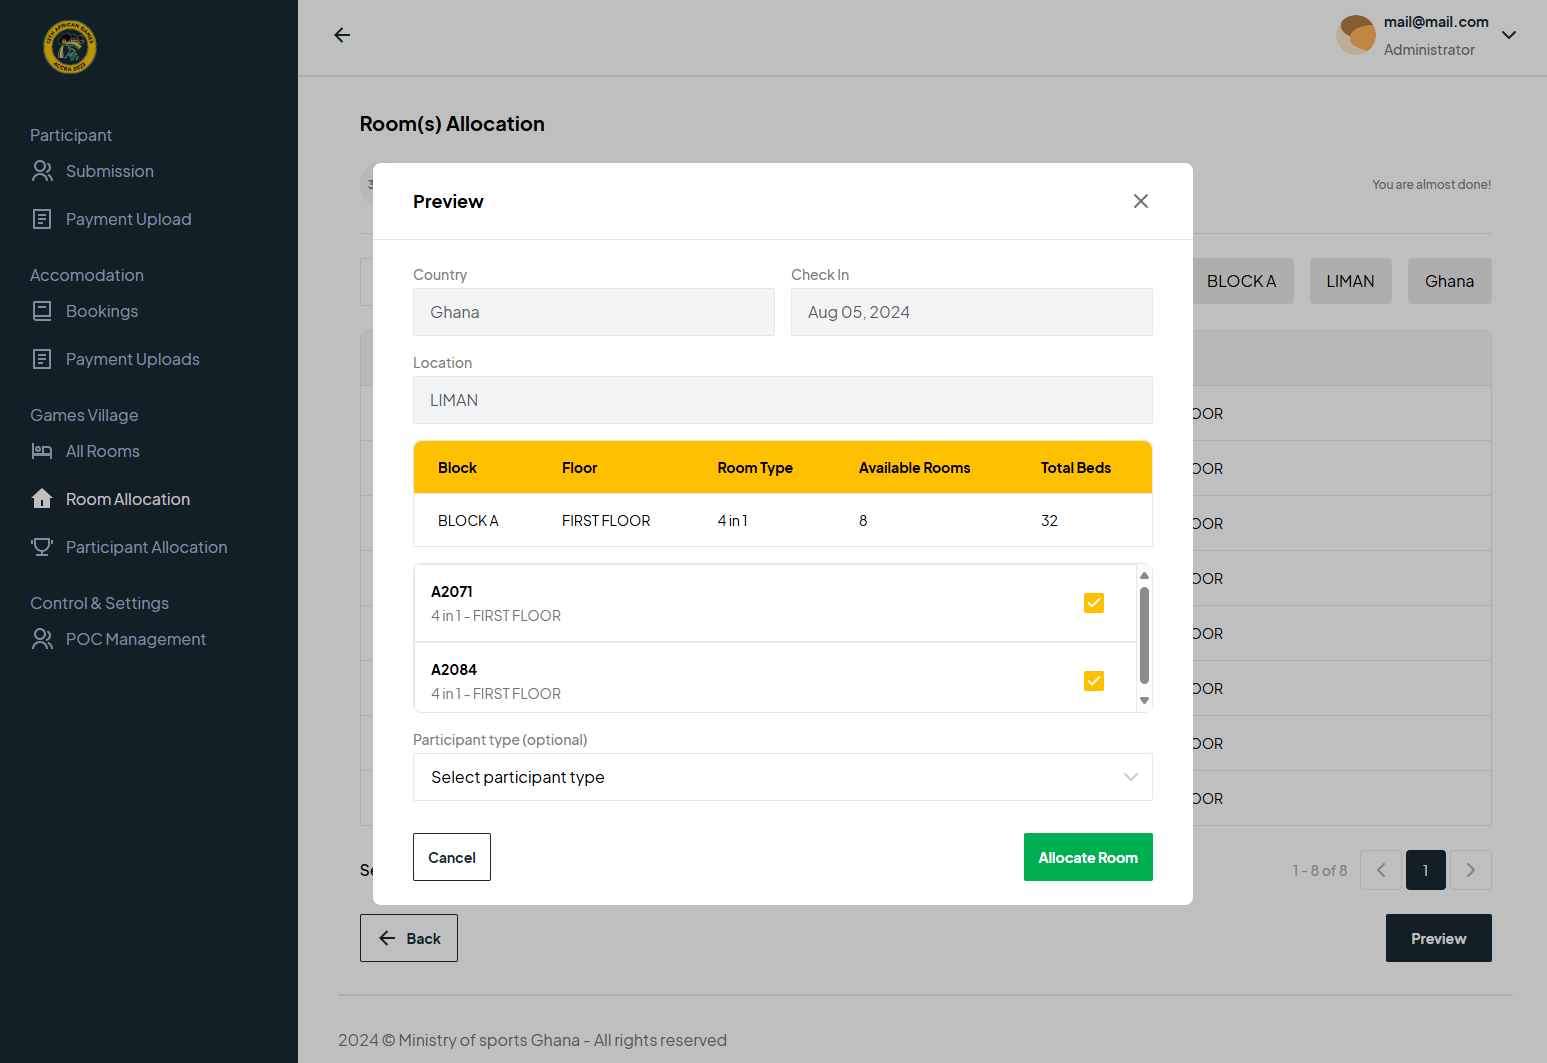 13TH AFRICAN GAMES
ACCRA 2023
mail@mail.com
Administrator
Participant
Submission
Payment Upload
Accomodation
Bookings
Payment Uploads
Games Village
All Rooms
Room Allocation
Participant Allocation
Control & Settings
POC Management
Room(s) Allocation
You are almost done!
BLOCK A LIMAN Ghana
Preview
Country Check In
Ghana Aug 05, 2024
Location
LIMAN
Block Floor Room Type Available Rooms Total Beds
BLOCK A FIRST FLOOR 4 in 1 8 32
A2071
4 in 1 - FIRST FLOOR
A2084
4 in 1 - FIRST FLOOR
Participant type (optional)
Select participant type
Cancel Allocate Room
OOR
OOR
OOR
OOR
OOR
OOR
OOR
OOR
1 - 8 of 8 1
Back Preview
2024 © Ministry of sports Ghana - All rights reserved